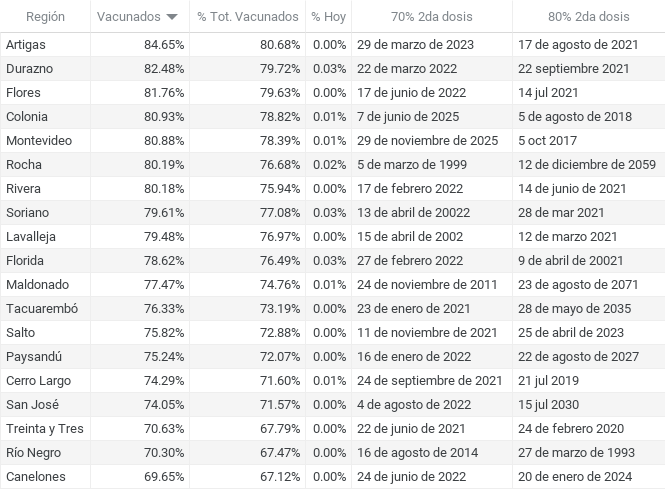 Región Vacunados % Tot. Vacunados % Hoy 70% 2da dosis 80% 2da dosis
Artigas 84.65% 80.68% 0.00% 29 de marzo de 2023 17 de agosto de 2021
Durazno 82.48% 79.72% 0.03% 22 de marzo 2022 22 septiembre 2021
Flores 81.76% 79.63% 0.00% 17 de junio de 2022 14 jul 2021
Colonia 80.93% 78.82% 0.01% 7 de junio de 2025 5 de agosto de 2018
Montevideo 80.88% 78.39% 0.01% 29 de noviembre de 2025 5 oct 2017
Rocha 80.19% 76.68% 0.02% 5 de marzo de 1999 12 de diciembre de 2059
Rivera 80.18% 75.94% 0.00% 17 de febrero 2022 14 de junio de 2021
Soriano 79.61% 77.08% 0.03% 13 de abril de 20022 28 de mar 2021
Lavalleja 79.48% 76.97% 0.00% 15 de abril de 2002 12 de marzo 2021
Florida 78.62% 76.49% 0.03% 27 de febrero 2022 9 de abril de 20021
Maldonado 77.47% 74.76% 0.01% 24 de noviembre de 2011 23 de agosto de 2071
Tacuarembó 76.33% 73.19% 0.00% 23 de enero de 2021 28 de mayo de 2035
Salto 75.82% 72.88% 0.00% 11 de noviembre de 2021 25 de abril de 2023
Paysandú 75.24% 72.07% 0.00% 16 de enero de 2022 22 de agosto de 2027
Cerro Largo 74.29% 71.60% 0.01% 24 de septiembre de 2021 21 jul 2019
San José 74.05% 71.57% 0.00% 4 de agosto de 2022 15 jul 2030
Treinta y Tres 70.63% 67.79% 0.00% 22 de junio de 2021 24 de febrero 2020
Río Negro 70.30% 67.47% 0.00% 16 de agosto de 2014 27 de marzo de 1993
Canelones 69.65% 67.12% 0.00% 24 de junio de 2022 20 de enero de 2024